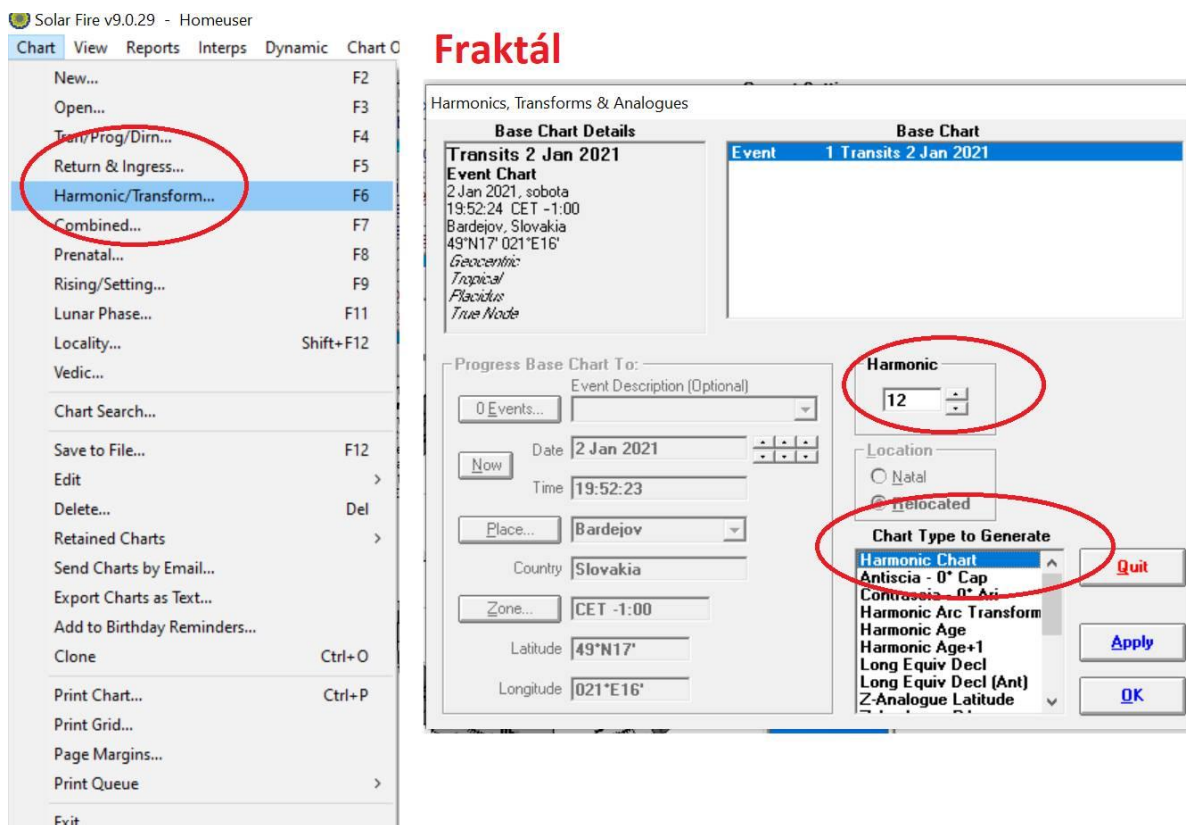 Solar Fire v9.0.29 - Homeuser
Chart View Reports Interps Dynamic Chart O
New... F2
Open... F3
Tran/Prog/Dirn... F4
Return & Ingress... F5
Harmonic/Transform... F6
Combined... F7
Prenatal... F8
Rising/Setting... F9
Lunar Phase... F11
Locality... Shift+F12
Vedic...
Chart Search...
Save to File... F12
Edit >
Delete... Del
Retained Charts >
Send Charts by Email...
Export Charts as Text...
Add to Birthday Reminders...
Clone Ctrl+O
Print Chart... Ctrl+P
Print Grid...
Page Margins...
Print Queue >
Exit
Fraktál
Harmonics, Transforms & Analogues
Base Chart Details
Transits 2 Jan 2021
Event Chart
2 Jan 2021, sobota
19:52:24 CET -1:00
Bardejov, Slovakia
49°N17' 021°E16'
Geocentric
Tropical
Placidus
True Node
Base Chart
Event 1 Transits 2 Jan 2021
Progress Base Chart To:
Event Description (Optional)
0 Events...
Date 2 Jan 2021
Now
Time 19:52:23
Place... Bardejov
Country Slovakia
Zone... CET -1:00
Latitude 49°N17'
Longitude 021°E16'
Harmonic
12
Location
Natal
Relocated
Chart Type to Generate
Harmonic Chart
Antiscia - 0° Cap
Contrascia - 0° Ari
Harmonic Arc Transform
Harmonic Age
Harmonic Age+1
Long Equiv Decl
Long Equiv Decl (Ant)
Z-Analogue Latitude
Quit
Apply
OK